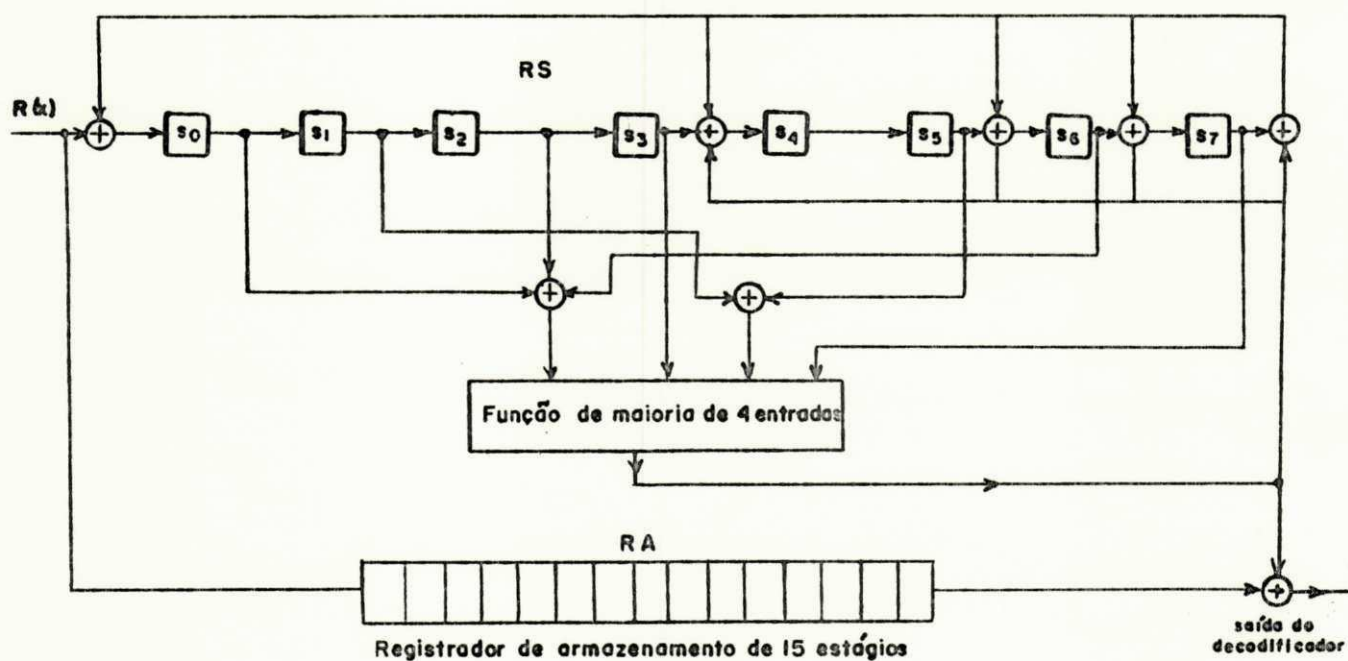 RS
R(x)
s0
s1
s2
s3
s4
s5
s6
s7
Função de maioria de 4 entradas
RA
Registrador de armazenamento de 15 estágios
saída do
decodificador